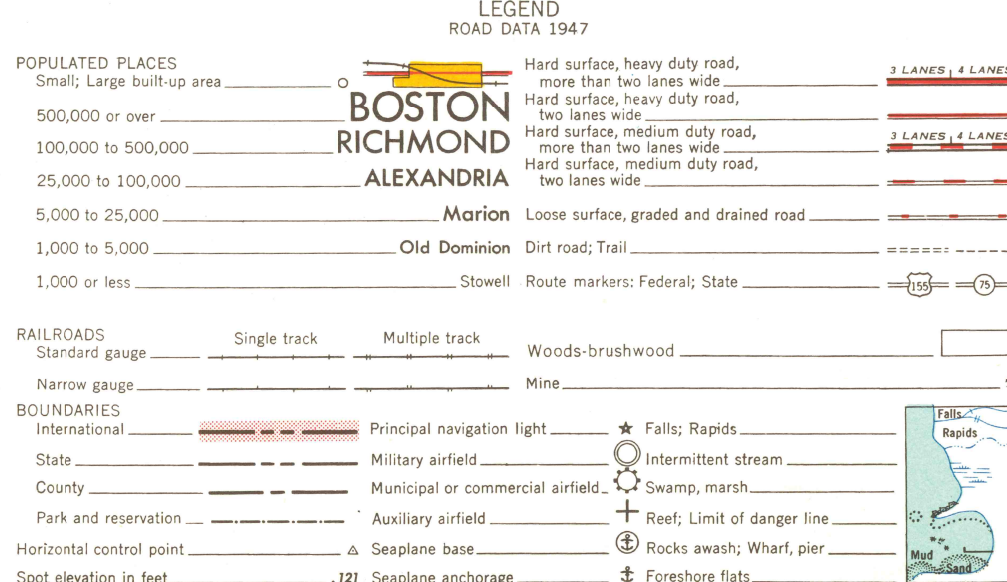 LEGEND
ROAD DATA 1947
POPULATED PLACES
Small; Large built-up area
500,000 or over BOSTON
100,000 to 500,000 RICHMOND
25,000 to 100,000 ALEXANDRIA
5,000 to 25,000 Marion
1,000 to 5,000 Old Dominion
1,000 or less Stowell
Hard surface, heavy duty road,
more than two lanes wide 3 LANES 4 LANES
Hard surface, heavy duty road,
two lanes wide
Hard surface, medium duty road,
more than two lanes wide 3 LANES 4 LANES
Hard surface, medium duty road,
two lanes wide
Loose surface, graded and drained road
Dirt road; Trail
Route markers: Federal; State 155 75
RAILROADS Single track Multiple track
Standard gauge
Narrow gauge
Woods-brushwood
Mine
BOUNDARIES
International
State
County
Park and reservation
Horizontal control point
Spot elevation in feet .121
Principal navigation light
Military airfield
Municipal or commercial airfield
Auxiliary airfield
Seaplane base
Seaplane anchorage
Falls; Rapids
Intermittent stream
Swamp, marsh
Reef; Limit of danger line
Rocks awash; Wharf, pier
Foreshore flats
Falls
Rapids
Mud
Sand